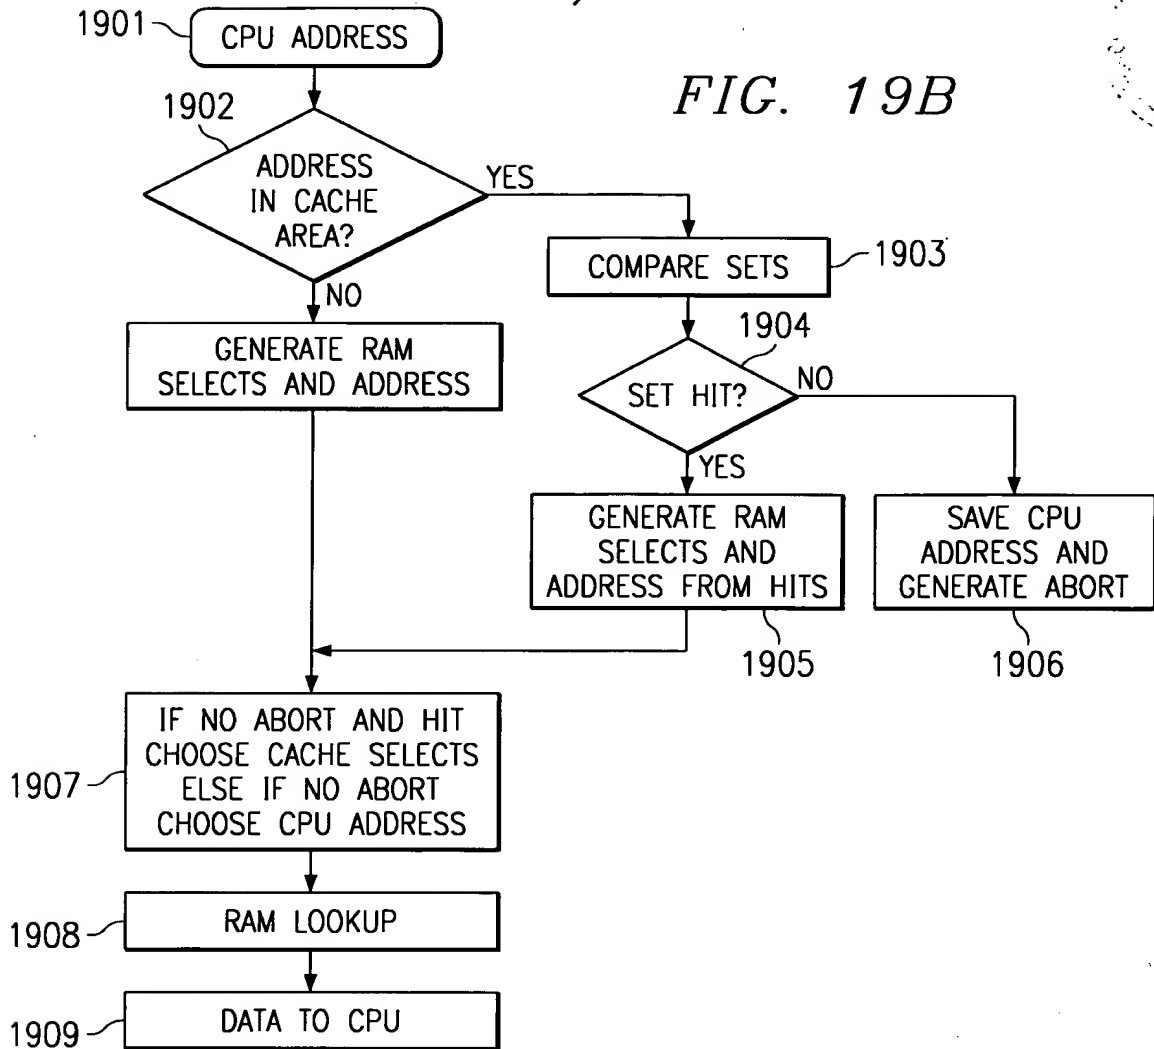 1901
CPU ADDRESS
FIG. 19B
1902
ADDRESS
IN CACHE
AREA?
YES
NO
COMPARE SETS
1903
GENERATE RAM
SELECTS AND ADDRESS
1904
SET HIT?
NO
YES
GENERATE RAM
SELECTS AND
ADDRESS FROM HITS
1905
SAVE CPU
ADDRESS AND
GENERATE ABORT
1906
IF NO ABORT AND HIT
CHOOSE CACHE SELECTS
ELSE IF NO ABORT
CHOOSE CPU ADDRESS
1907
RAM LOOKUP
1908
DATA TO CPU
1909